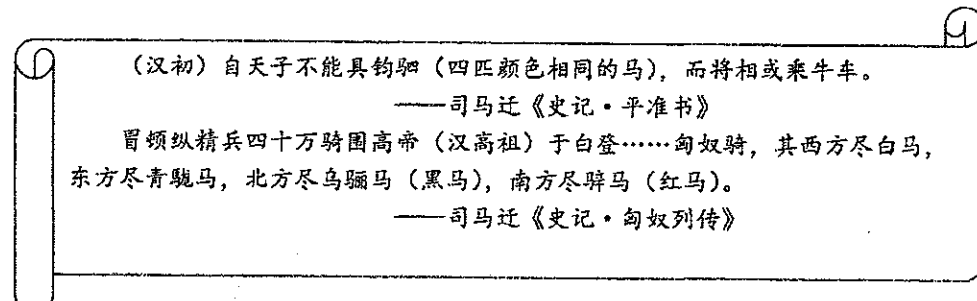 （汉初）自天子不能具钧驷（四匹颜色相同的马），而将相或乘牛车。
——司马迁《史记·平准书》
冒顿纵精兵四十万骑围高帝（汉高祖）于白登……匈奴骑，其西方尽白马，
东方尽青駹马，北方尽乌骊马（黑马），南方尽骍马（红马）。
——司马迁《史记·匈奴列传》